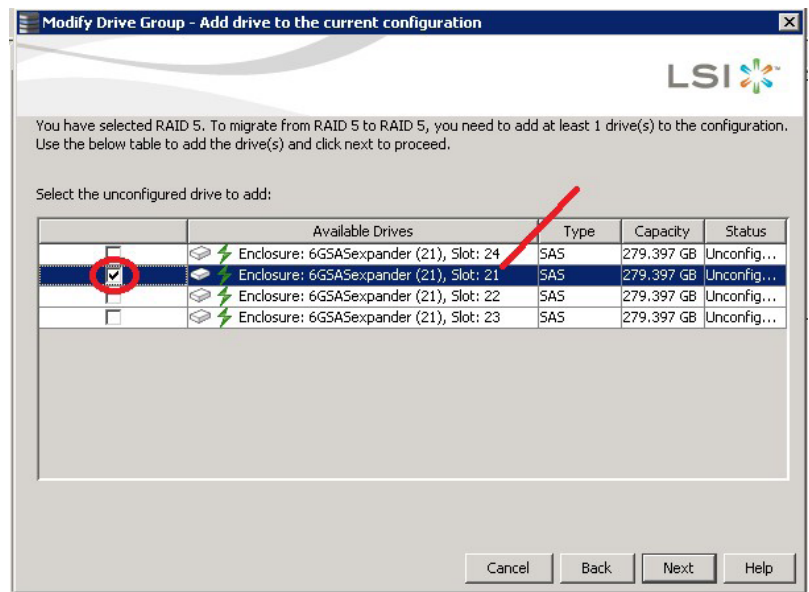 Modify Drive Group - Add drive to the current configuration
LSI
You have selected RAID 5. To migrate from RAID 5 to RAID 5, you need to add at least 1 drive(s) to the configuration.
Use the below table to add the drive(s) and click next to proceed.
Select the unconfigured drive to add:
Available Drives Type Capacity Status
Enclosure: 6GSASexpander (21), Slot: 24 SAS 279.397 GB Unconfig...
Enclosure: 6GSASexpander (21), Slot: 21 SAS 279.397 GB Unconfig...
Enclosure: 6GSASexpander (21), Slot: 22 SAS 279.397 GB Unconfig...
Enclosure: 6GSASexpander (21), Slot: 23 SAS 279.397 GB Unconfig...
Cancel Back Next Help